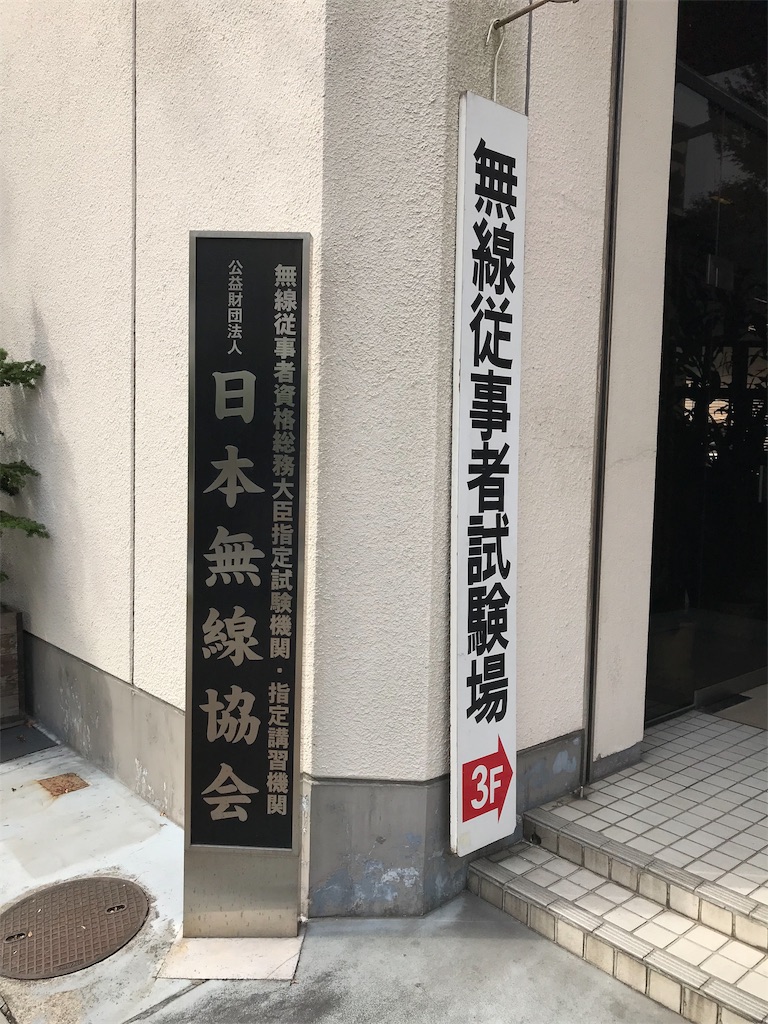 無線従事者資格総務大臣指定試験機関・指定講習機関
公益財団法人
日本無線協会
無線従事者試験場
3F